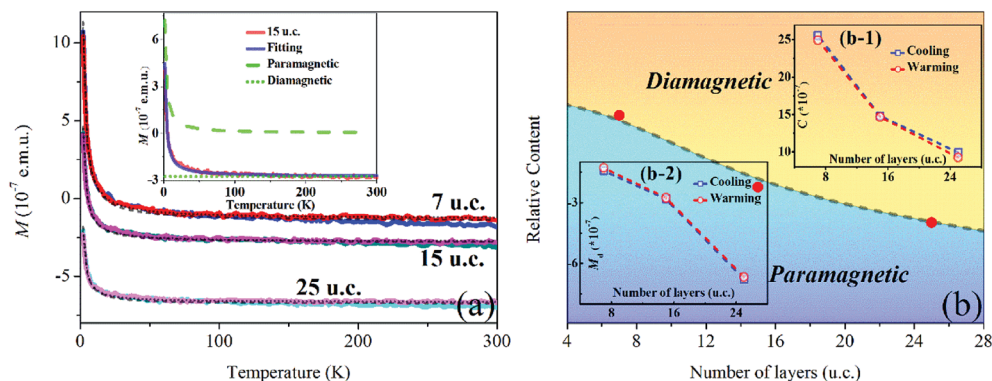 10
5
0
-5
M (10⁻⁷ e.m.u.)
0
100
200
300
Temperature (K)
7 u.c.
15 u.c.
25 u.c.
(a)
6
3
0
-3
M (10⁻⁷ e.m.u.)
0
100
200
300
Temperature (K)
15 u.c.
Fitting
Paramagnetic
Diamagnetic
Relative Content
4
8
12
16
20
24
28
Number of layers (u.c.)
Diamagnetic
Paramagnetic
(b)
(b-1)
Cooling
Warming
25
20
15
10
C (*10⁻⁷)
Number of layers (u.c.)
8
16
24
(b-2)
Cooling
Warming
-3
-6
M_d (*10⁻⁷)
Number of layers (u.c.)
8
16
24